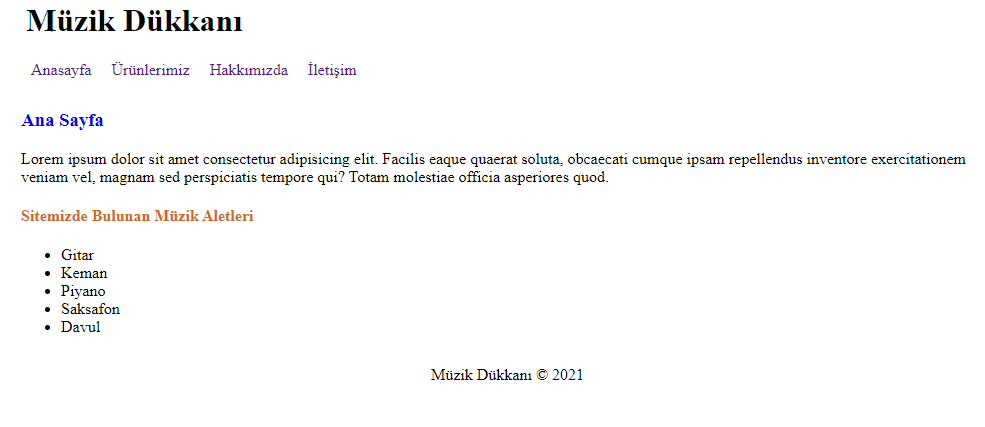 Müzik Dükkanı
Anasayfa Ürünlerimiz Hakkımızda İletişim
Ana Sayfa
Lorem ipsum dolor sit amet consectetur adipisicing elit. Facilis eaque quaerat soluta, obcaecati cumque ipsam repellendus inventore exercitationem
veniam vel, magnam sed perspiciatis tempore qui? Totam molestiae officia asperiores quod.
Sitemizde Bulunan Müzik Aletleri
• Gitar
• Keman
• Piyano
• Saksafon
• Davul
Müzik Dükkanı © 2021